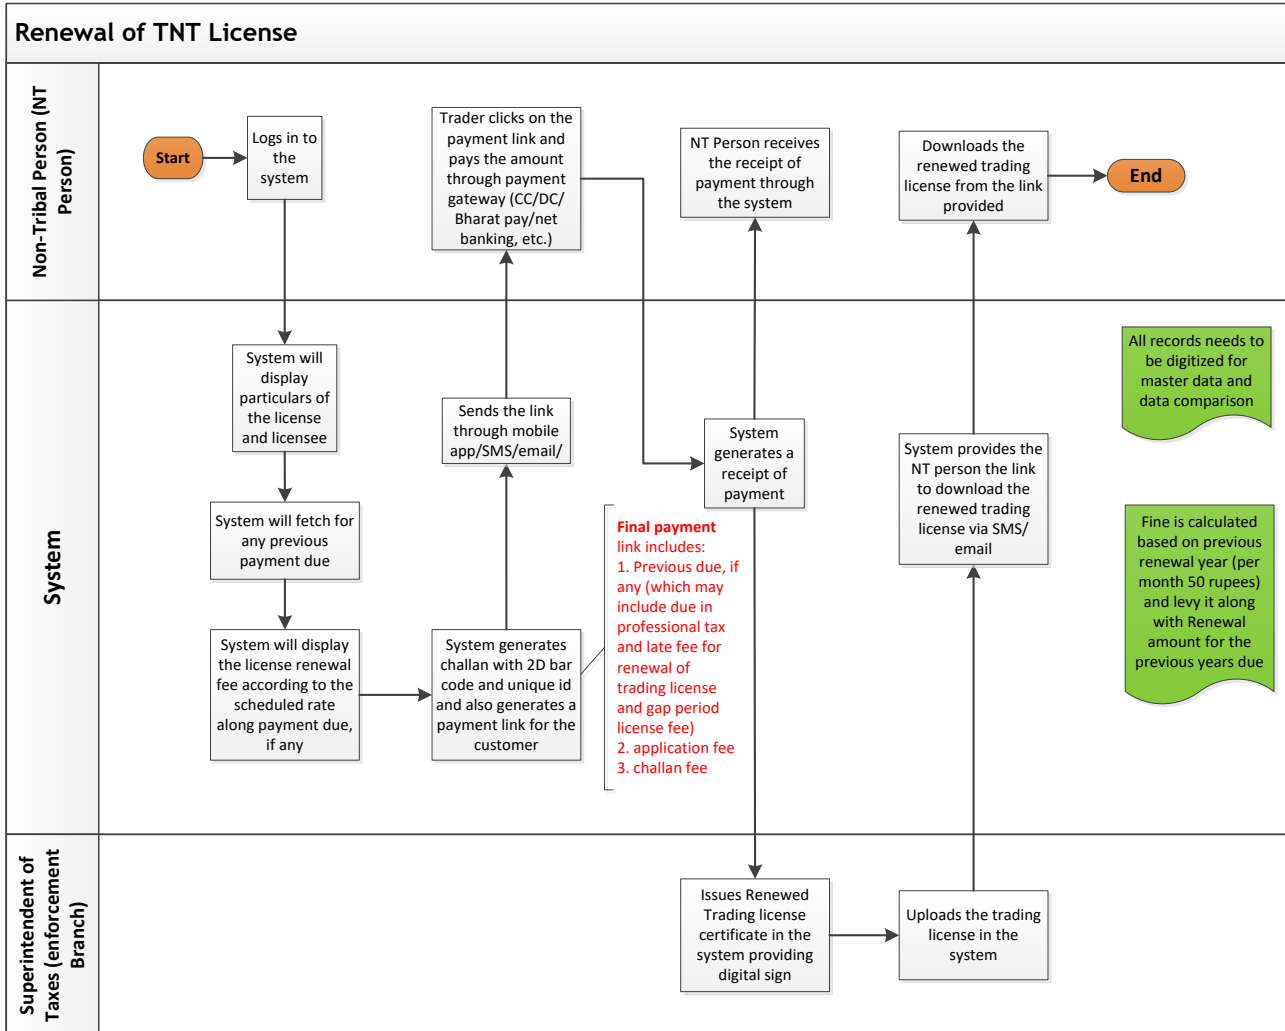 Renewal of TNT License
Non-Tribal Person (NT
Person)
Start
Logs in to
the
system
Trader clicks on the
payment link and
pays the amount
through payment
gateway (CC/DC/
Bharat pay/net
banking, etc.)
NT Person receives
the receipt of
payment through
the system
Downloads the
renewed trading
license from the link
provided
End
System
System will
display
particulars of
the license
and licensee
System will fetch for
any previous
payment due
System will display
the license renewal
fee according to the
scheduled rate
along payment due,
if any
Sends the link
through mobile
app/SMS/email/
System generates
challan with 2D bar
code and unique id
and also generates a
payment link for the
customer
Final payment
link includes:
1. Previous due, if
any (which may
include due in
professional tax
and late fee for
renewal of
trading license
and gap period
license fee)
2. application fee
3. challan fee
System
generates a
receipt of
payment
System provides the
NT person the link
to download the
renewed trading
license via SMS/
email
All records needs to
be digitized for
master data and
data comparison
Fine is calculated
based on previous
renewal year (per
month 50 rupees)
and levy it along
with Renewal
amount for the
previous years due
Superintendent of
Taxes (enforcement
Branch)
Issues Renewed
Trading license
certificate in the
system providing
digital sign
Uploads the trading
license in the
system